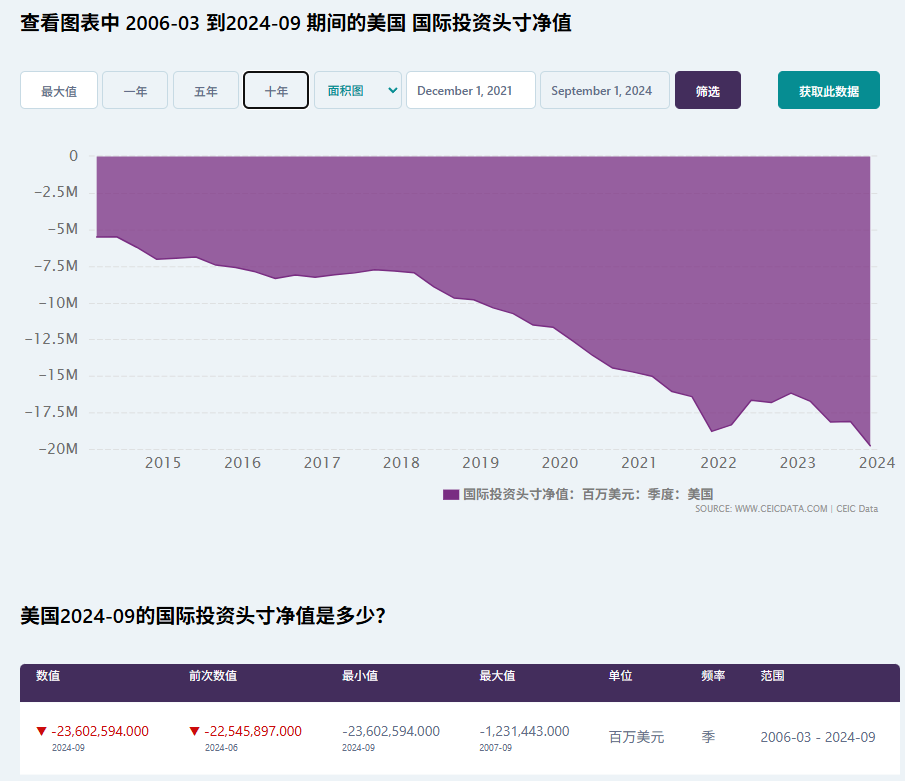 查看图表中 2006-03 到2024-09 期间的美国 国际投资头寸净值
最大值 一年 五年 十年 面积图 December 1, 2021 September 1, 2024 筛选 获取此数据
0
−2.5M
−5M
−7.5M
−10M
−12.5M
−15M
−17.5M
−20M
2015 2016 2017 2018 2019 2020 2021 2022 2023 2024
国际投资头寸净值：百万美元：季度：美国
SOURCE: WWW.CEICDATA.COM | CEIC Data
美国2024-09的国际投资头寸净值是多少？
数值 前次数值 最小值 最大值 单位 频率 范围
▼ -23,602,594.000 ▼ -22,545,897.000 -23,602,594.000 -1,231,443.000 百万美元 季 2006-03 - 2024-09
2024-09 2024-06 2024-09 2007-09